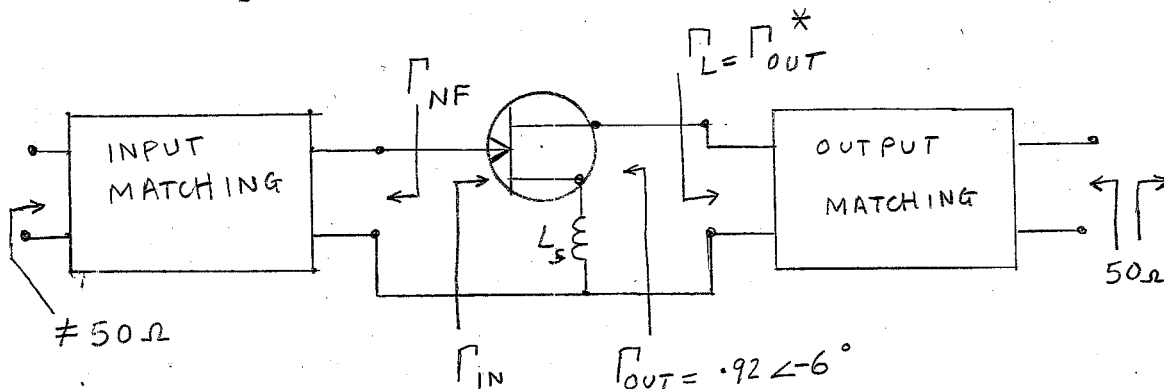 Γ_L = Γ_OUT*
Γ_NF
INPUT
MATCHING
OUTPUT
MATCHING
L_s
50Ω
≠ 50Ω
Γ_IN
Γ_OUT = .92 ∠-6°